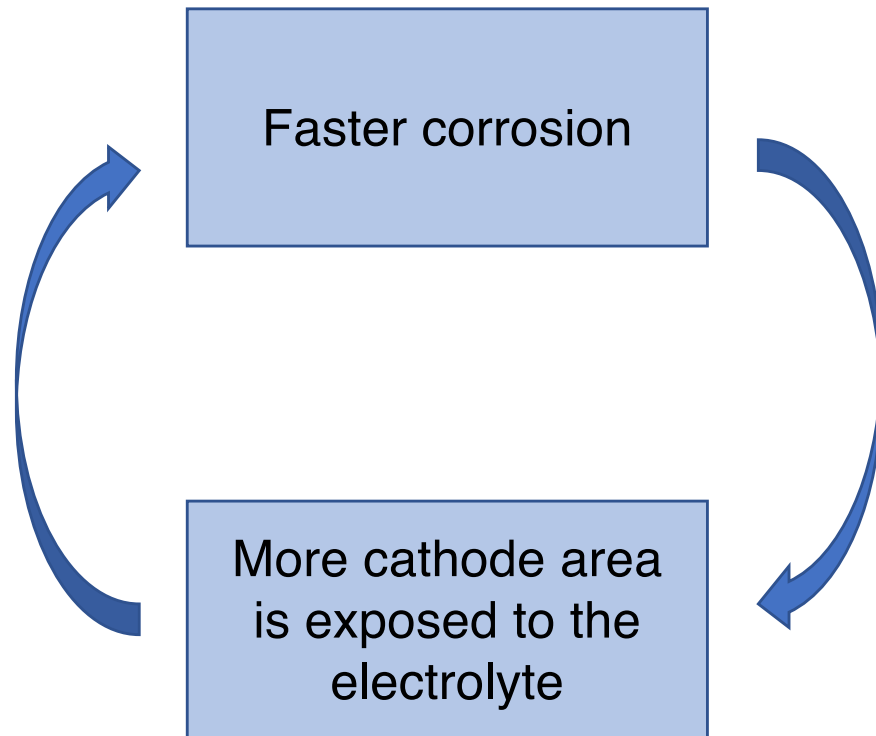 Faster corrosion
More cathode area
is exposed to the
electrolyte